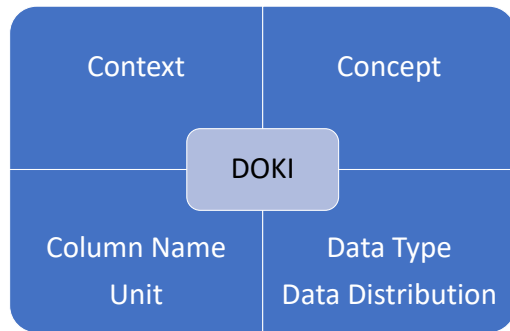 Context
Concept
DOKI
Column Name
Unit
Data Type
Data Distribution